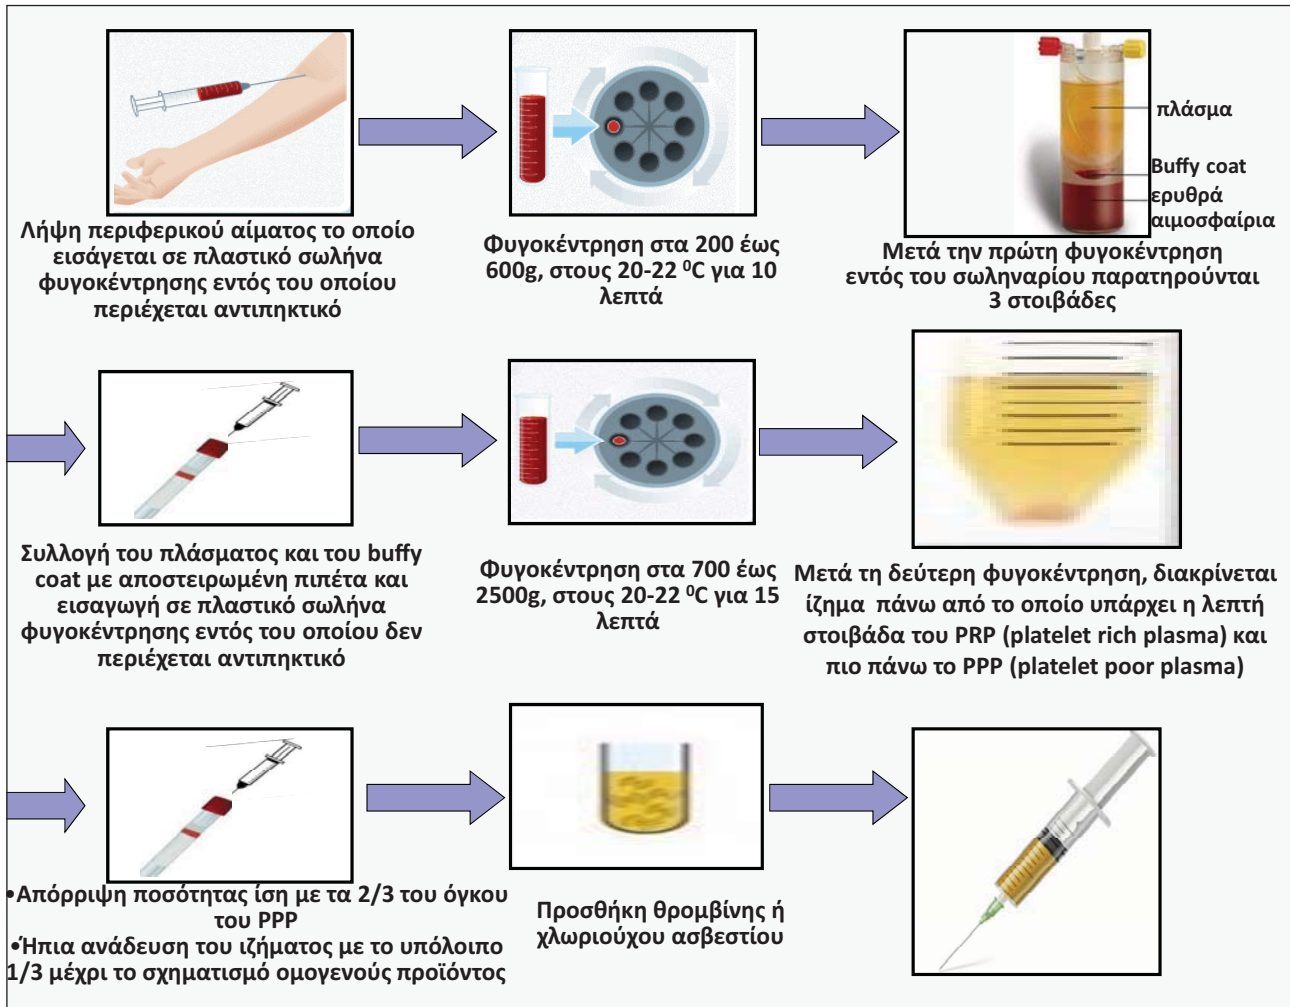 πλάσμα
Buffy coat
ερυθρά
αιμοσφαίρια
Λήψη περιφερικού αίματος το οποίο
εισάγεται σε πλαστικό σωλήνα
φυγοκέντρησης εντός του οποίου
περιέχεται αντιπηκτικό
Φυγοκέντρηση στα 200 έως
600g, στους 20-22 ⁰C για 10
λεπτά
Μετά την πρώτη φυγοκέντρηση
εντός του σωληναρίου παρατηρούνται
3 στοιβάδες
Συλλογή του πλάσματος και του buffy
coat με αποστειρωμένη πιπέτα και
εισαγωγή σε πλαστικό σωλήνα
φυγοκέντρησης εντός του οποίου δεν
περιέχεται αντιπηκτικό
Φυγοκέντρηση στα 700 έως
2500g, στους 20-22 ⁰C για 15
λεπτά
Μετά τη δεύτερη φυγοκέντρηση, διακρίνεται
ίζημα πάνω από το οποίο υπάρχει η λεπτή
στοιβάδα του PRP (platelet rich plasma) και
πιο πάνω το PPP (platelet poor plasma)
•Απόρριψη ποσότητας ίση με τα 2/3 του όγκου
του PPP
•Ήπια ανάδευση του ιζήματος με το υπόλοιπο
1/3 μέχρι το σχηματισμό ομογενούς προϊόντος
Προσθήκη θρομβίνης ή
χλωριούχου ασβεστίου